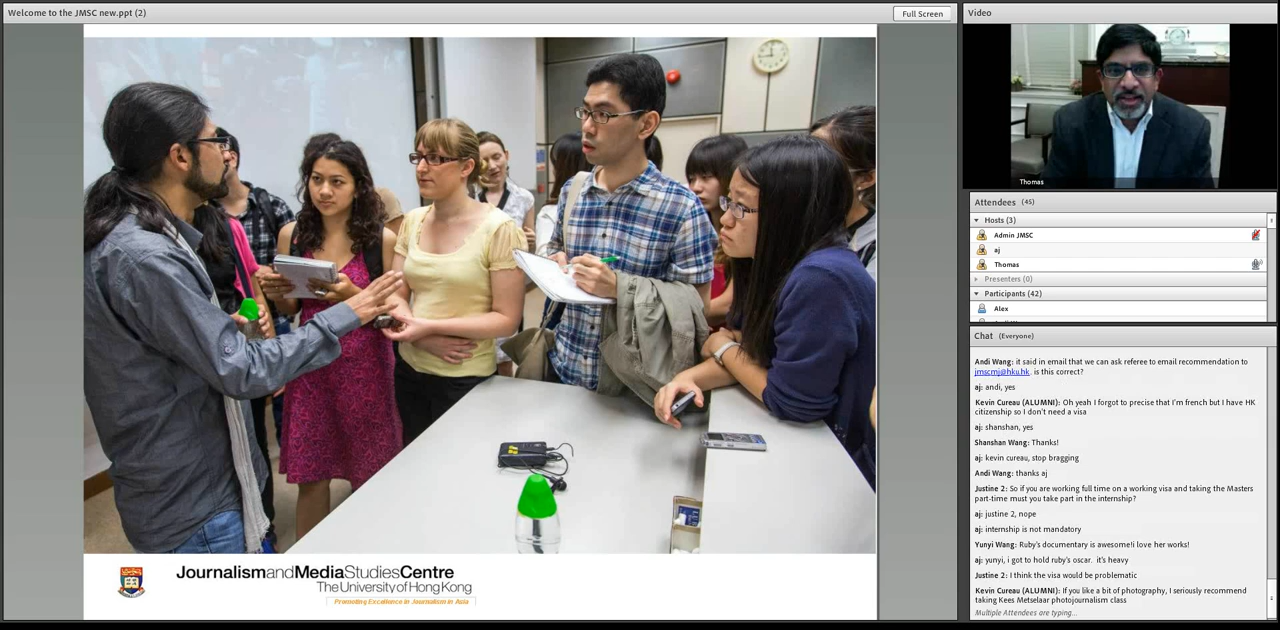 Welcome to the JMSC new.ppt (2)
Full Screen
JournalismandMediaStudiesCentre
The University of Hong Kong
Promoting Excellence in Journalism in Asia
Video
Thomas
Attendees (45)
Hosts (3)
Admin JMSC
aj
Thomas
Presenters (0)
Participants (42)
Alex
Chat (Everyone)
Andi Wang: it said in email that we can ask referee to email recommendation to
jmscmj@hku.hk. is this correct?
aj: andi, yes
Kevin Cureau (ALUMNI): Oh yeah I forgot to precise that I'm french but I have HK
citizenship so I don't need a visa
aj: shanshan, yes
Shanshan Wang: Thanks!
aj: kevin cureau, stop bragging
Andi Wang: thanks aj
Justine 2: So if you are working full time on a working visa and taking the Masters
part-time must you take part in the internship?
aj: justine 2, nope
aj: internship is not mandatory
Yunyi Wang: Ruby's documentary is awesome!i love her works!
aj: yunyi, i got to hold ruby's oscar. it's heavy
Justine 2: I think the visa would be problematic
Kevin Cureau (ALUMNI): If you like a bit of photography, I seriously recommend
taking Kees Metselaar photojournalism class
Multiple Attendees are typing...